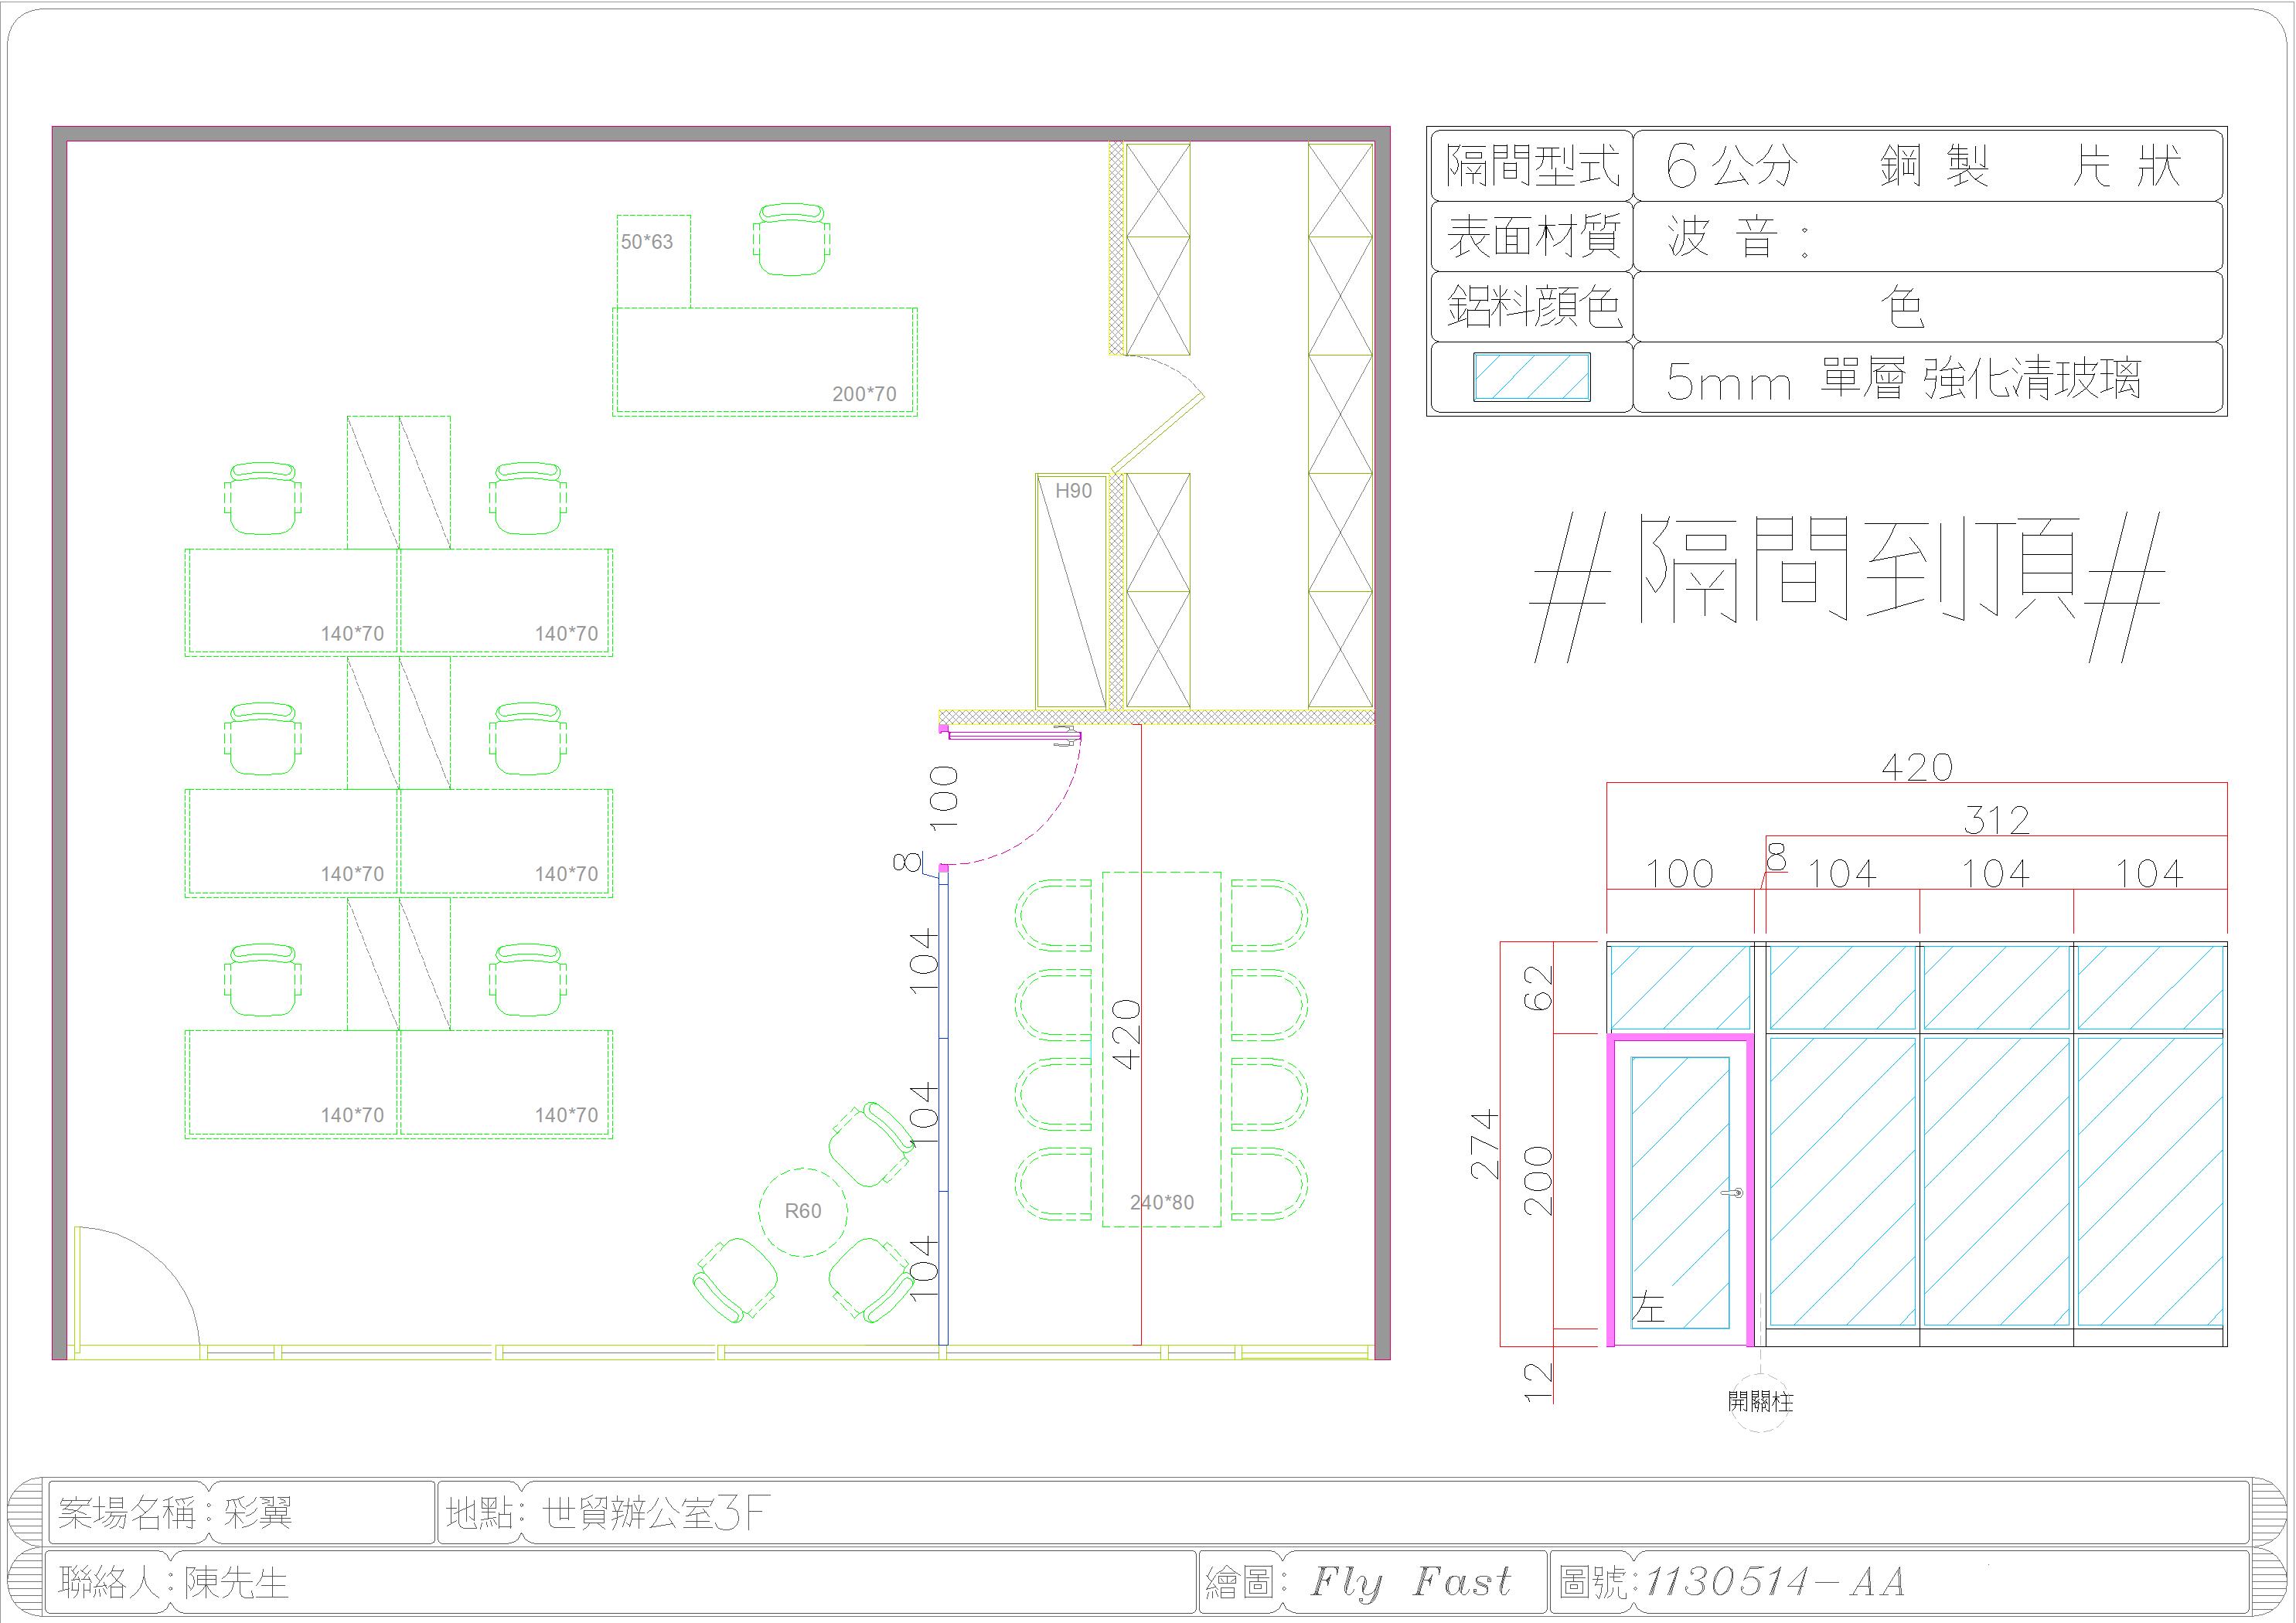 隔間型式 6公分 鋼製 片狀
表面材質 波音:
鋁料顏色 色
5mm 單層 強化清玻璃
#隔間到頂#
50*63
200*70
H90
140*70 140*70
140*70 140*70
140*70 140*70
R60
240*80
100
8
104
104
104
420
420
312
100 8 104 104 104
62
274
200
12
左
開關柱
案場名稱:彩翼 地點:世貿辦公室3F
聯絡人:陳先生 繪圖:Fly Fast 圖號:1130514-AA